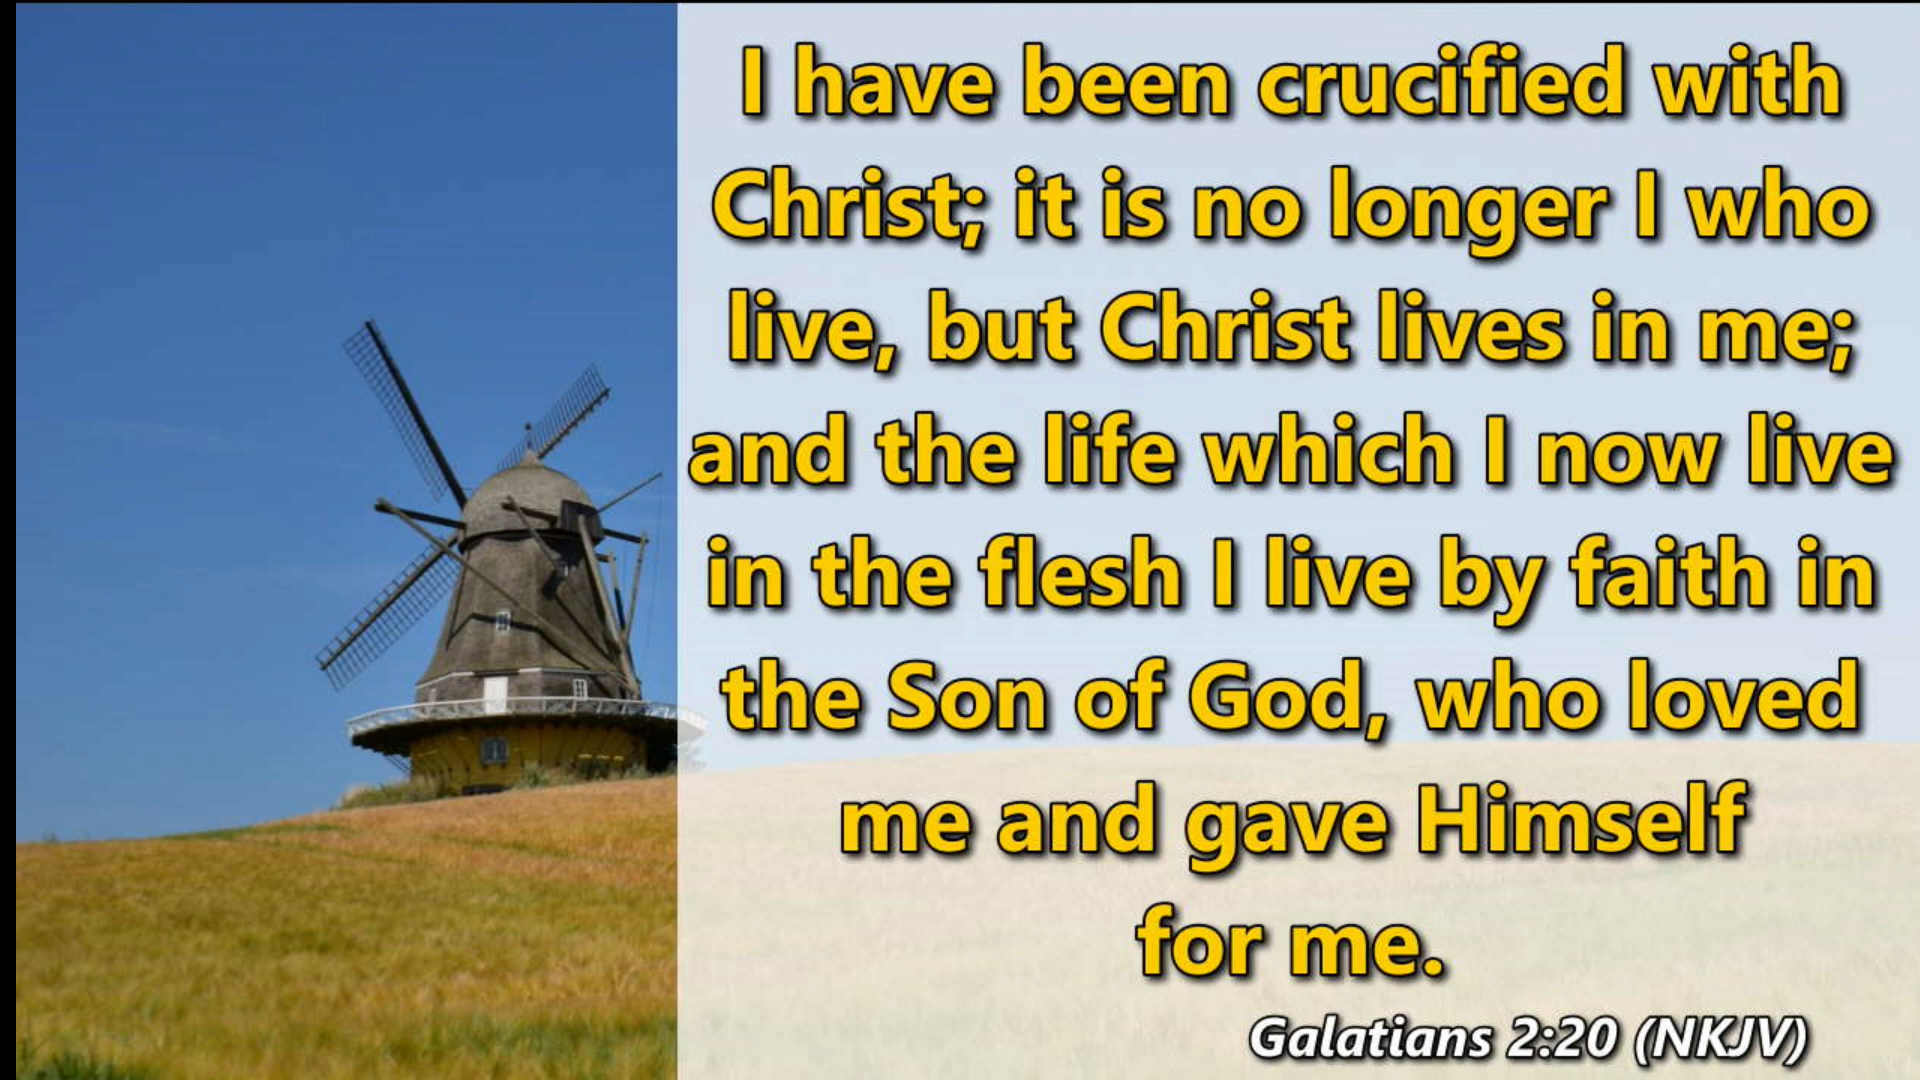 I have been crucified with
Christ; it is no longer I who
live, but Christ lives in me;
and the life which I now live
in the flesh I live by faith in
the Son of God, who loved
me and gave Himself
for me.
Galatians 2:20 (NKJV)